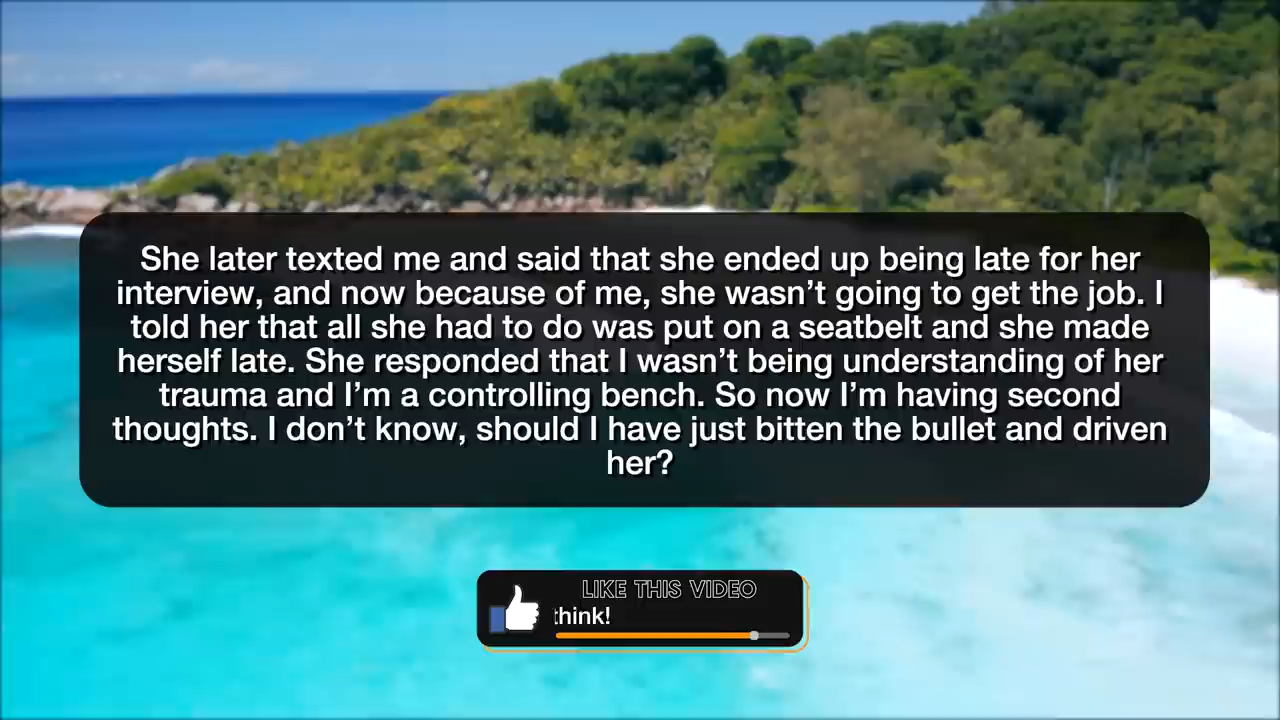 She later texted me and said that she ended up being late for her
interview, and now because of me, she wasn't going to get the job. I
told her that all she had to do was put on a seatbelt and she made
herself late. She responded that I wasn't being understanding of her
trauma and I'm a controlling bench. So now I'm having second
thoughts. I don't know, should I have just bitten the bullet and driven
her?
LIKE THIS VIDEO
think!